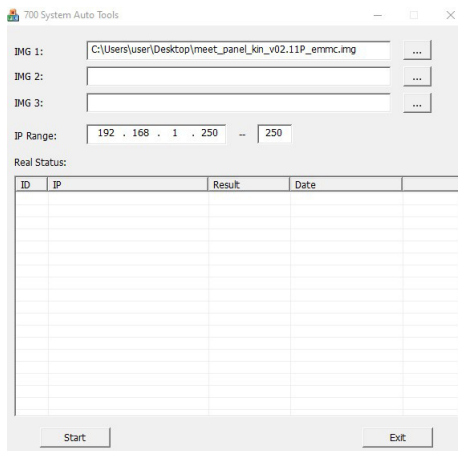 700 System Auto Tools
IMG 1: C:\Users\user\Desktop\meet_panel_kin_v02.11P_emmc.img ...
IMG 2: ...
IMG 3: ...
IP Range: 192 . 168 . 1 . 250 -- 250
Real Status:
ID IP Result Date
Start Exit